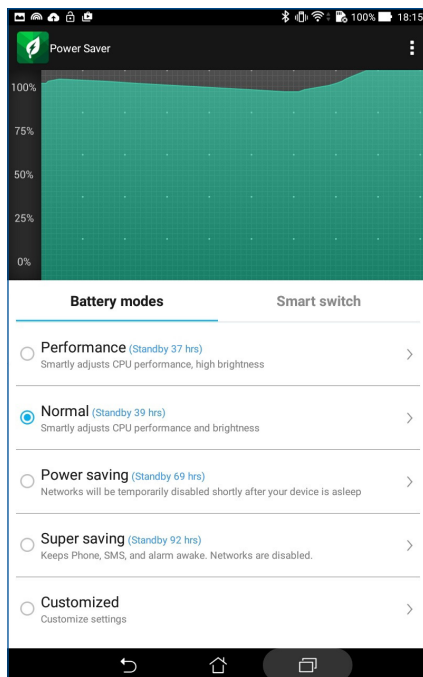 100% 18:15
Power Saver
100%
75%
50%
25%
0%
Battery modes Smart switch
Performance (Standby 37 hrs)
Smartly adjusts CPU performance, high brightness
Normal (Standby 39 hrs)
Smartly adjusts CPU performance and brightness
Power saving (Standby 69 hrs)
Networks will be temporarily disabled shortly after your device is asleep
Super saving (Standby 92 hrs)
Keeps Phone, SMS, and alarm awake. Networks are disabled.
Customized
Customize settings